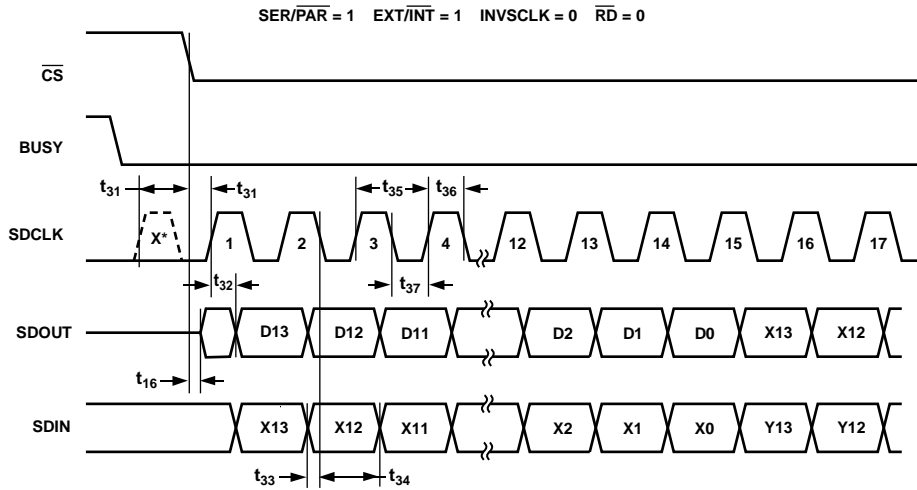 SER/PAR = 1 EXT/INT = 1 INVSCLK = 0 RD = 0
CS
BUSY
t31 t31 t35 t36
SDCLK X* 1 2 3 4 12 13 14 15 16 17
t32 t37
SDOUT D13 D12 D11 D2 D1 D0 X13 X12
t16
SDIN X13 X12 X11 X2 X1 X0 Y13 Y12
t33 t34